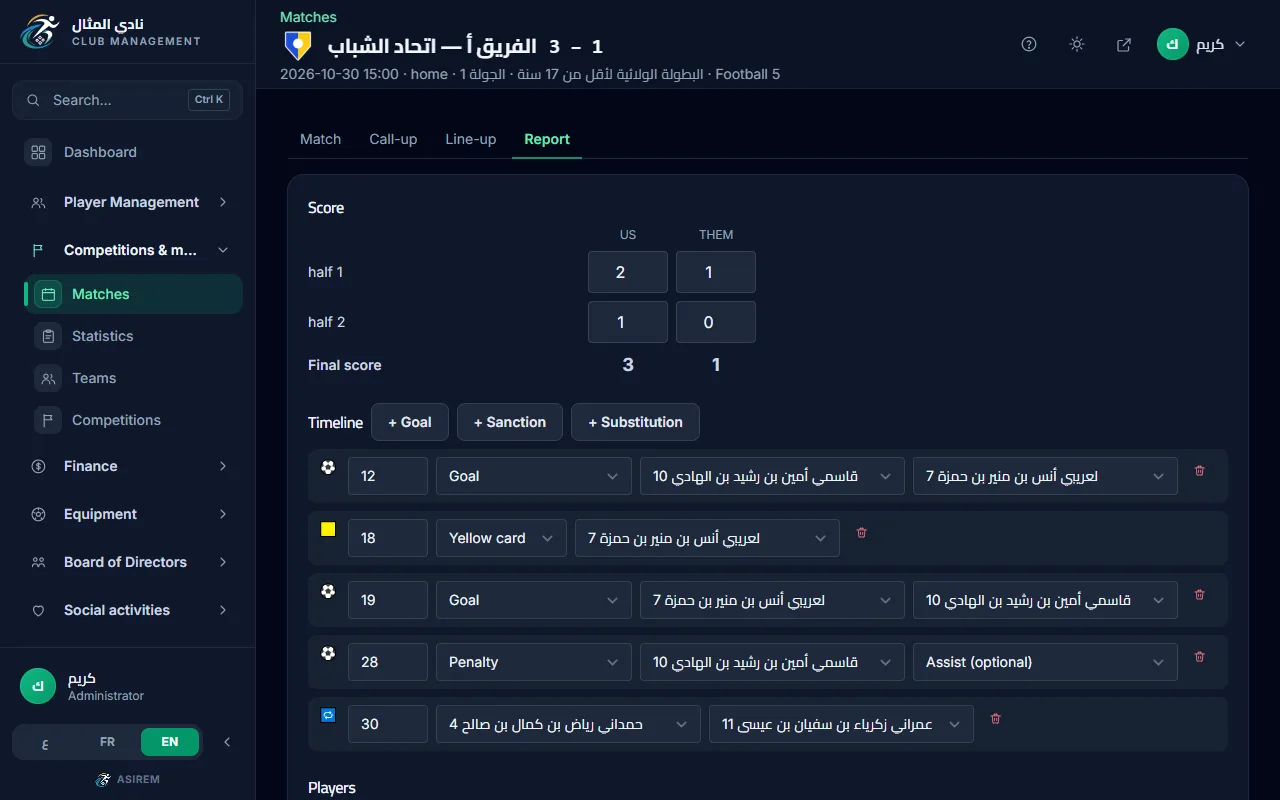 نادي المثال
CLUB MANAGEMENT
Search...
Ctrl K
Dashboard
Player Management
Competitions & m...
Matches
Statistics
Teams
Competitions
Finance
Equipment
Board of Directors
Social activities
كريم
Administrator
ع
FR
EN
ASIREM
Matches
الفريق أ — اتحاد الشباب 3 – 1
2026-10-30 15:00 · home · البطولة الولائية لأقل من 17 سنة · الجولة 1 · Football 5
ك
كريم
ك
Match
Call-up
Line-up
Report
Score
US
THEM
half 1
2
1
half 2
1
0
Final score
3
1
Timeline
+ Goal
+ Sanction
+ Substitution
12
Goal
10 قاسمي أمين بن رشيد بن الهادي
7 لعريبي أنس بن منير بن حمزة
18
Yellow card
7 لعريبي أنس بن منير بن حمزة
19
Goal
7 لعريبي أنس بن منير بن حمزة
10 قاسمي أمين بن رشيد بن الهادي
28
Penalty
10 قاسمي أمين بن رشيد بن الهادي
Assist (optional)
30
4 حمداني رياض بن كمال بن صالح
11 عمراني زكرياء بن سفيان بن عيسى
Players